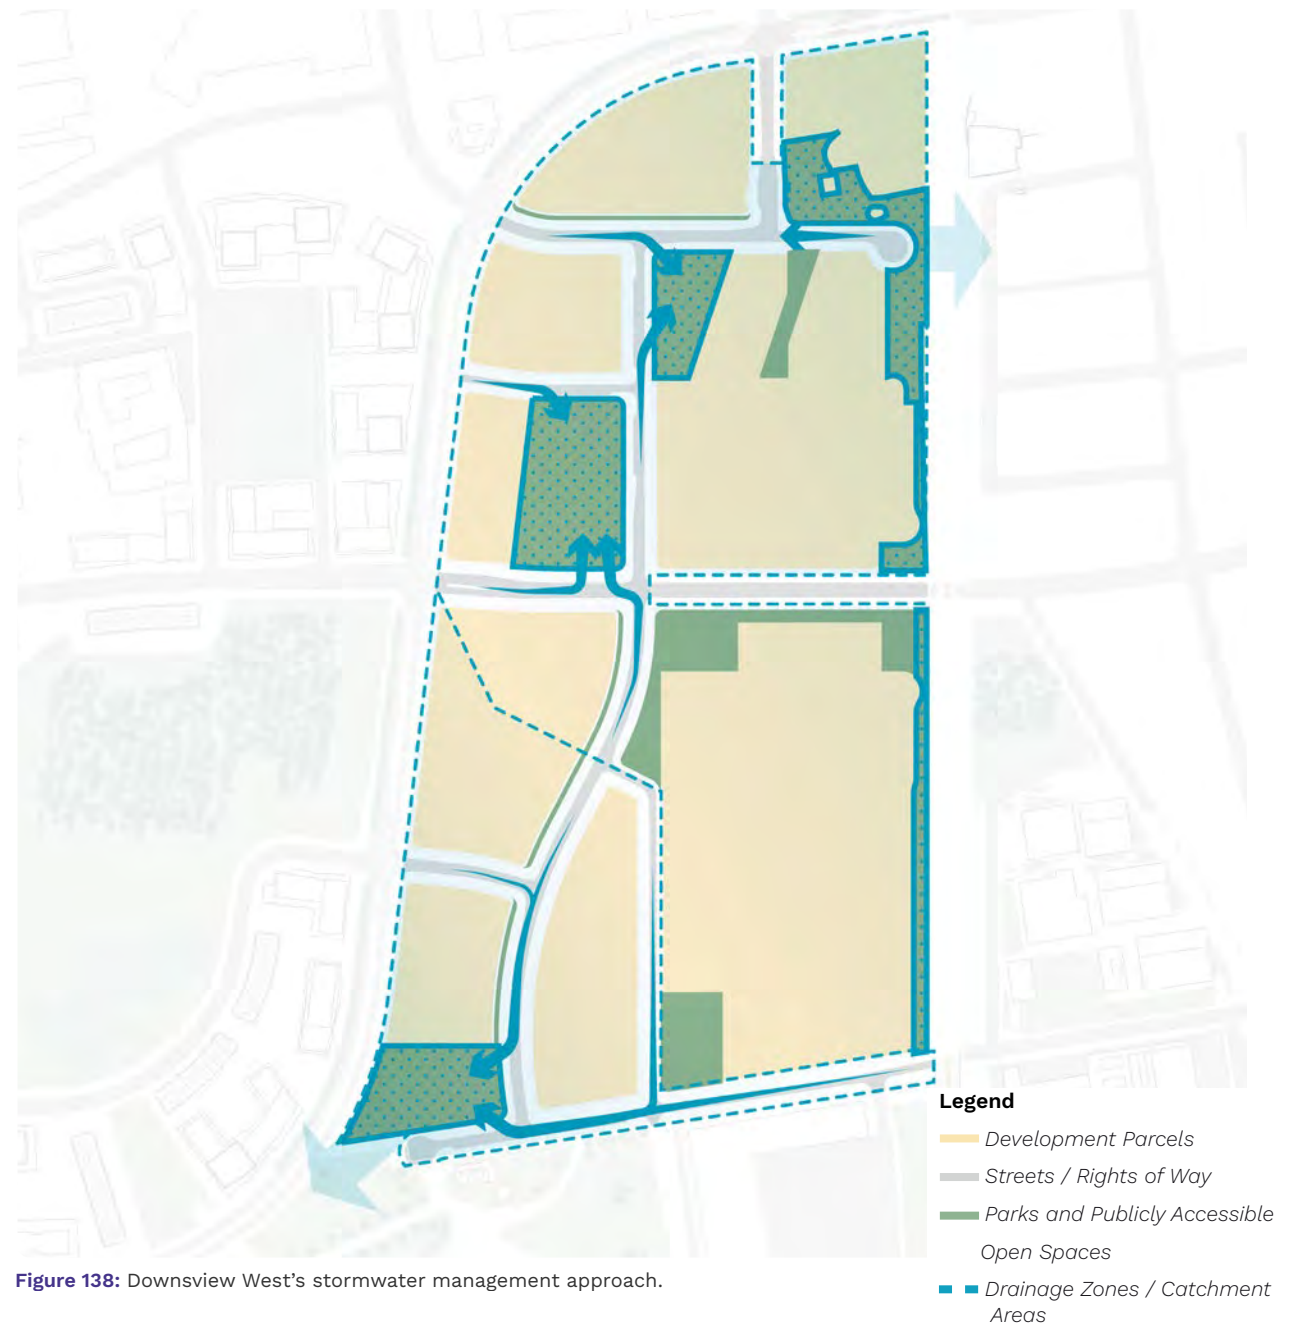 Legend
Development Parcels
Streets / Rights of Way
Parks and Publicly Accessible
Open Spaces
Drainage Zones / Catchment
Areas
Figure 138: Downsview West’s stormwater management approach.